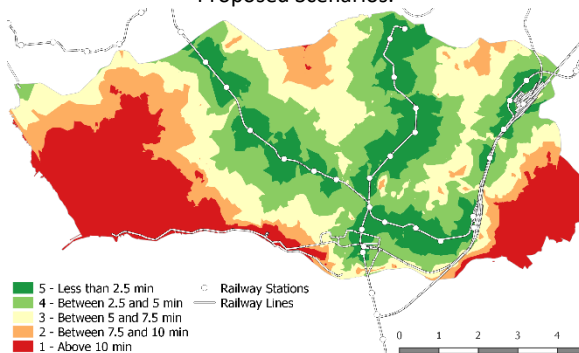 Proposed Scenarios.
5 - Less than 2.5 min
4 - Between 2.5 and 5 min
3 - Between 5 and 7.5 min
2 - Between 7.5 and 10 min
1 - Above 10 min
Railway Stations
Railway Lines
0 1 2 3 4